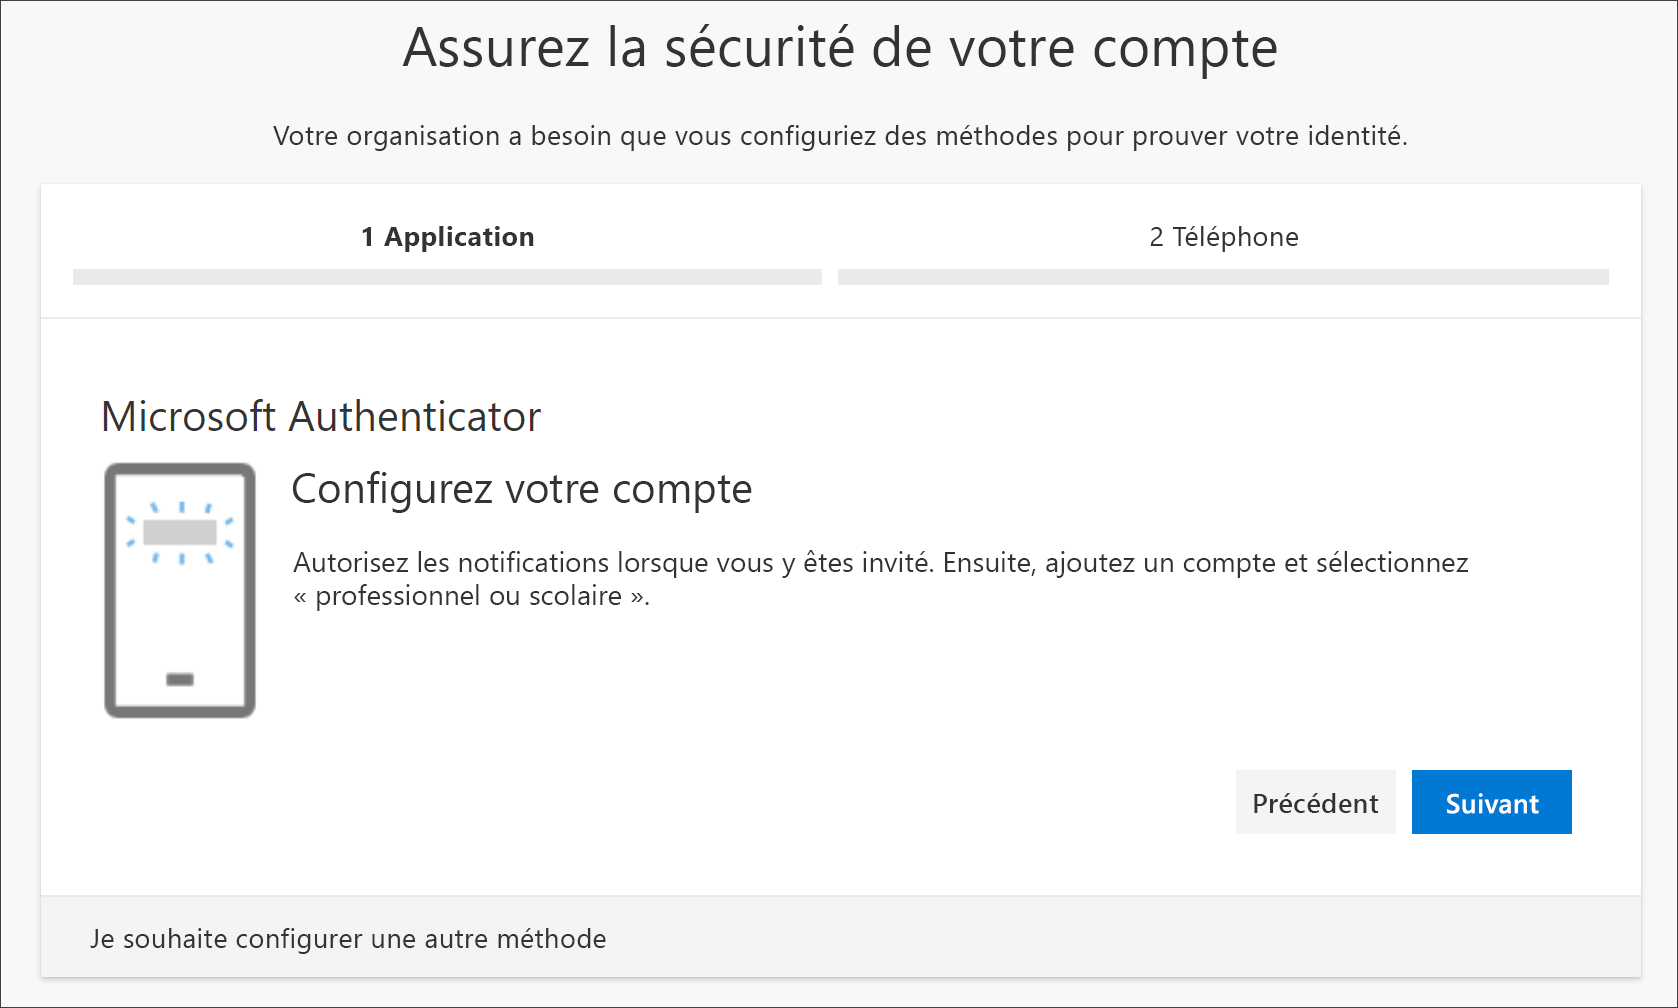 Assurez la sécurité de votre compte
Votre organisation a besoin que vous configuriez des méthodes pour prouver votre identité.
1 Application
2 Téléphone
Microsoft Authenticator
Configurez votre compte
Autorisez les notifications lorsque vous y êtes invité. Ensuite, ajoutez un compte et sélectionnez
« professionnel ou scolaire ».
Précédent
Suivant
Je souhaite configurer une autre méthode